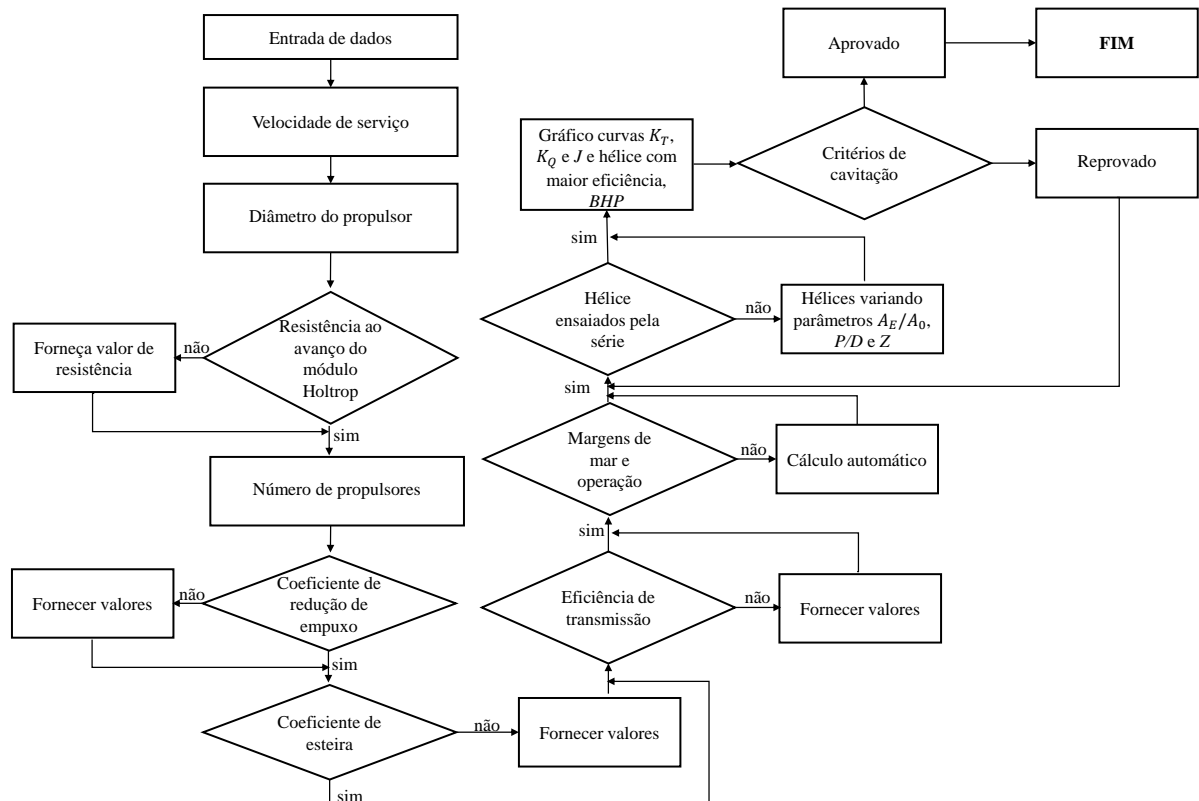 Entrada de dados
Velocidade de serviço
Diâmetro do propulsor
Resistência ao
avanço do
módulo
Holtrop
não
Forneça valor de
resistência
sim
Número de propulsores
Coeficiente de
redução de
empuxo
não
Fornecer valores
sim
Coeficiente de
esteira
não
Fornecer valores
sim
Eficiência de
transmissão
não
Fornecer valores
sim
Margens de
mar e
operação
não
Cálculo automático
sim
Hélice
ensaiados pela
série
não
Hélices variando
parâmetros A_E/A_0,
P/D e Z
sim
Gráfico curvas K_T,
K_Q e J e hélice com
maior eficiência,
BHP
Critérios de
cavitação
Reprovado
Aprovado
FIM